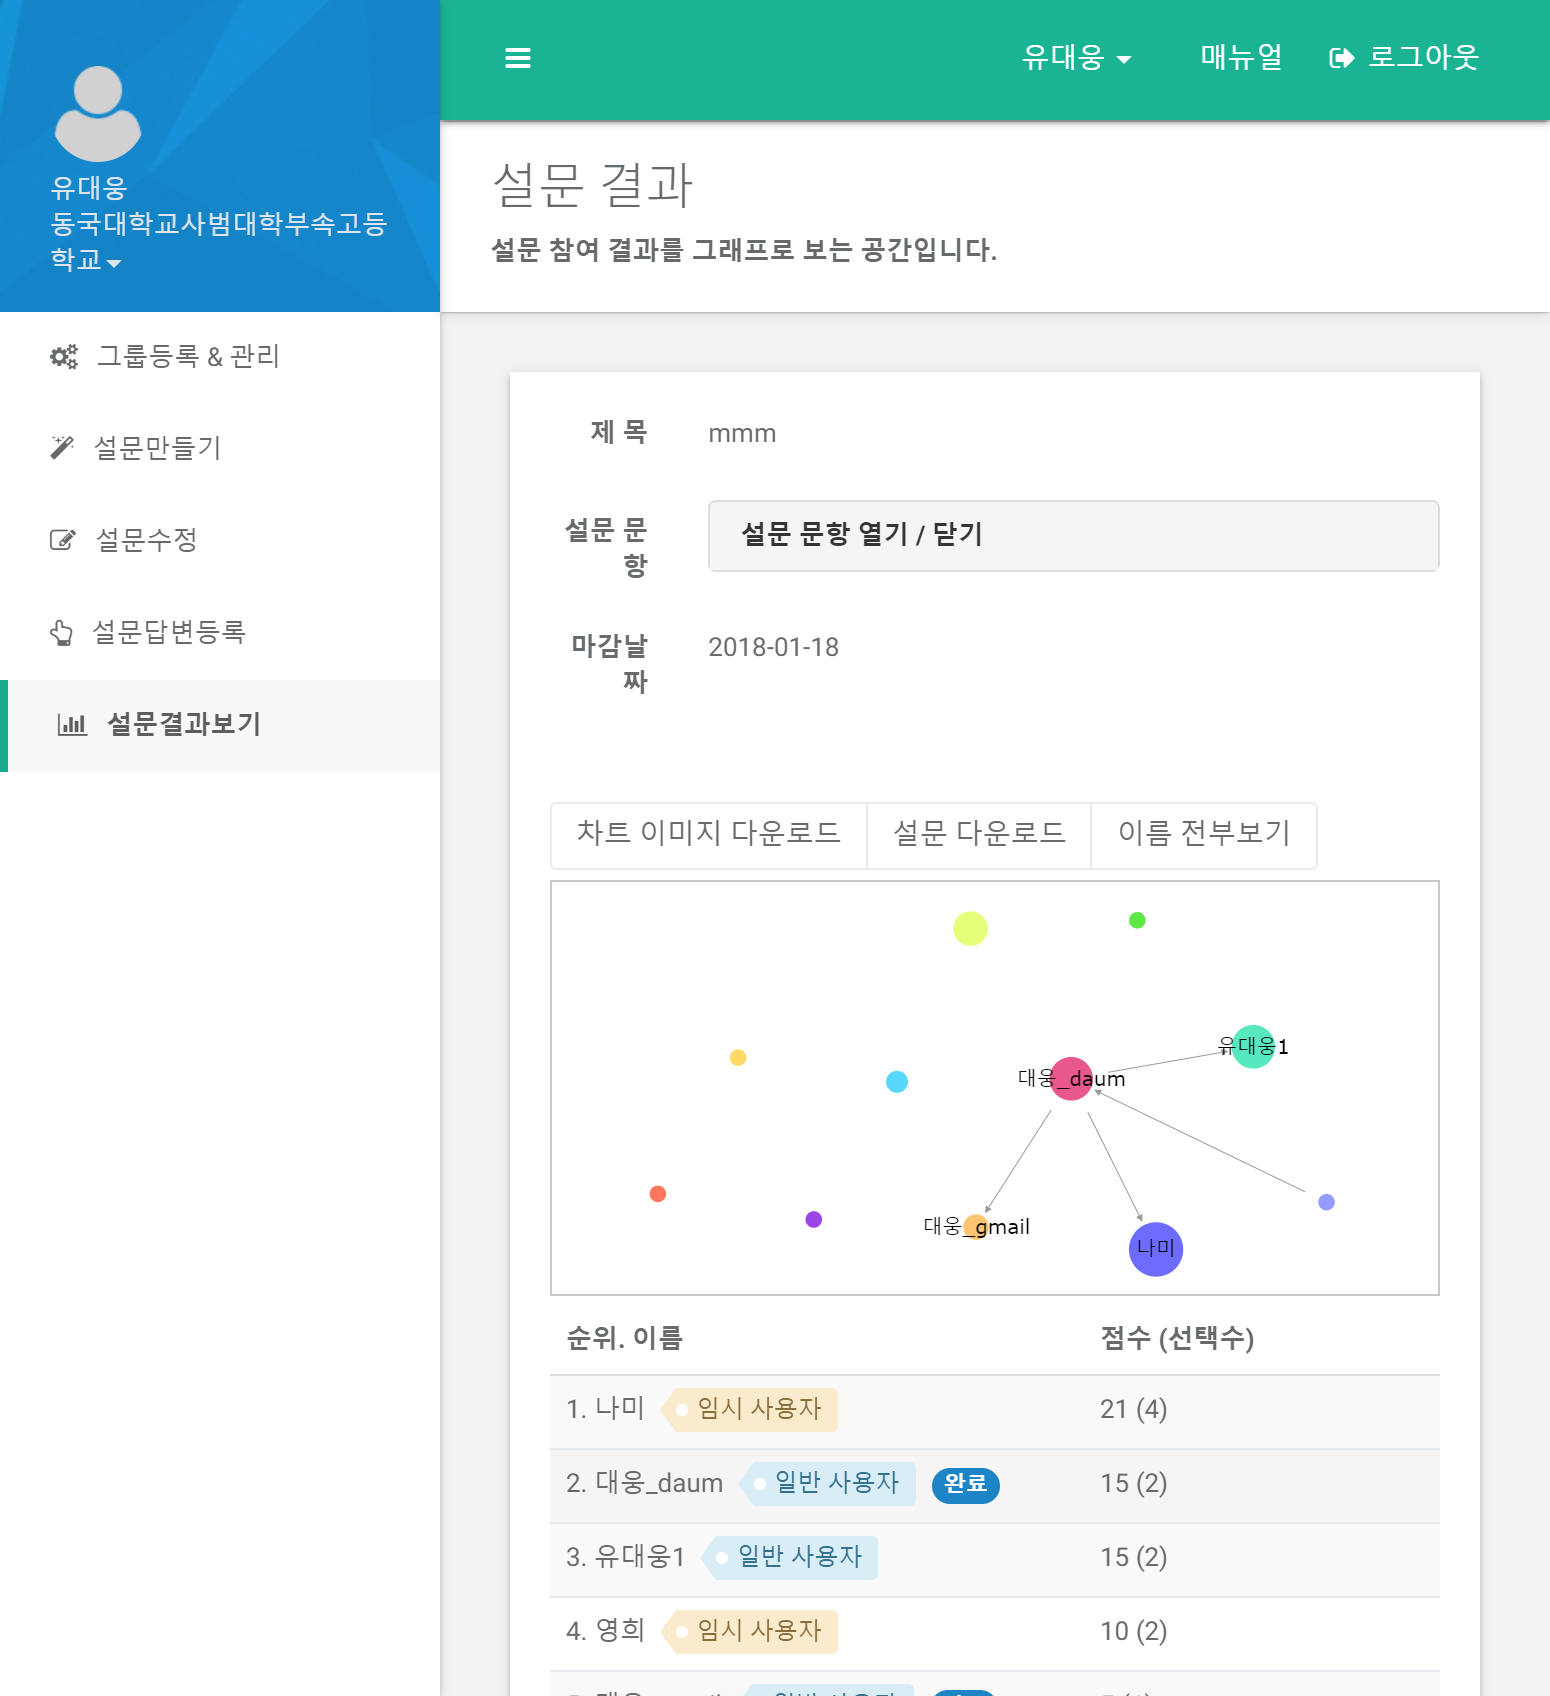 유대웅
매뉴얼
로그아웃
유대웅
동국대학교사범대학부속고등
학교
그룹등록 & 관리
설문만들기
설문수정
설문답변등록
설문결과보기
설문 결과
설문 참여 결과를 그래프로 보는 공간입니다.
제 목
mmm
설문 문
항
설문 문항 열기 / 닫기
마감날
짜
2018-01-18
차트 이미지 다운로드
설문 다운로드
이름 전부보기
유대웅1
대웅_daum
대웅_gmail
나미
순위. 이름 점수 (선택수)
1. 나미 임시 사용자 21 (4)
2. 대웅_daum 일반 사용자 완료 15 (2)
3. 유대웅1 일반 사용자 15 (2)
4. 영희 임시 사용자 10 (2)